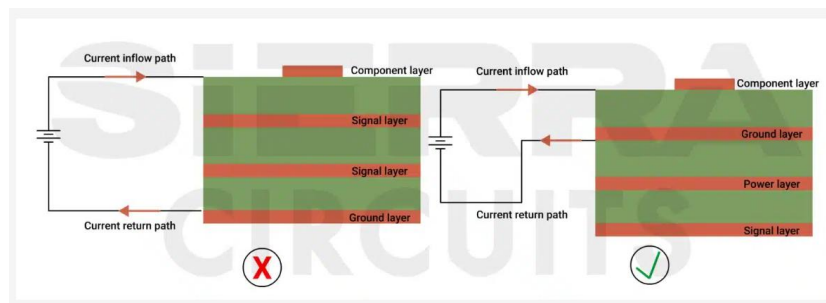 SiERRA
CIRCUITS
Current inflow path
Component layer
Signal layer
Signal layer
Ground layer
Current return path
X
Current inflow path
Component layer
Ground layer
Power layer
Signal layer
Current return path